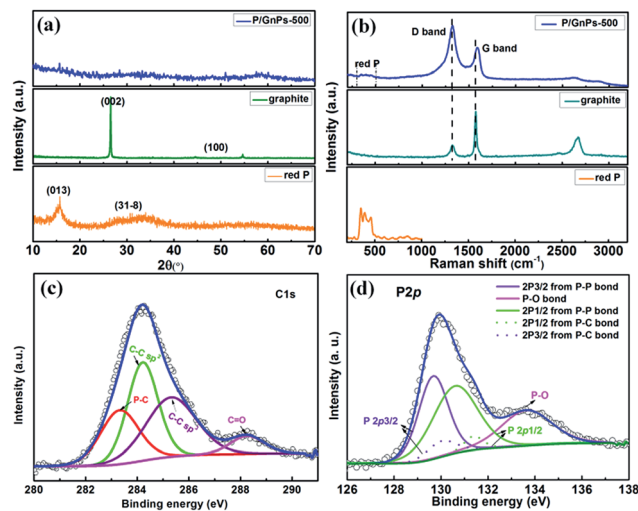 (a)
P/GnPs-500
Intensity (a.u.)
(002)
graphite
(100)
(013)
red P
(31-8)
10 20 30 40 50 60 70
2θ(°)
(b)
P/GnPs-500
D band
G band
red P
Intensity (a.u.)
graphite
red P
500 1000 1500 2000 2500 3000
Raman shift (cm⁻¹)
(c)
C1s
Intensity (a.u.)
C-C sp²
P-C
C-C sp³
C=O
280 282 284 286 288 290
Binding energy (eV)
(d)
P2p
2P3/2 from P-P bond
P-O bond
2P1/2 from P-P bond
2P1/2 from P-C bond
2P3/2 from P-C bond
Intensity (a.u.)
P-O
P 2p3/2
P 2p1/2
126 128 130 132 134 136 138
Binding energy (eV)